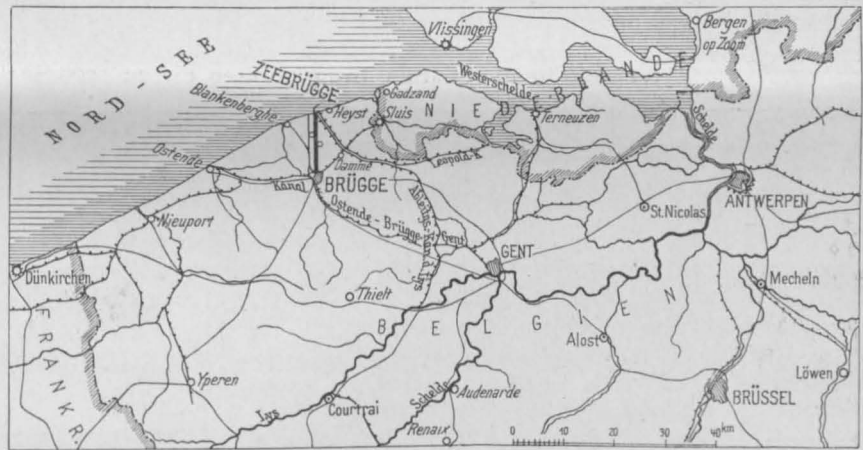 NORD-SEE
Vlissingen
Bergen
op Zoom
ZEEBRÜGGE
Westerschelde
NIEDERLANDE
Blankenberghe
Heyst
Gadzand
Sluis
Terneuzen
Schelde
Ostende
Damme
Leopold-K.
Kanal
BRÜGGE
ANTWERPEN
Nieuport
Ostende-Brügge-Gent
St. Nicolas
GENT
Dünkirchen
Thielt
Mecheln
BELGIEN
Alost
FRANKR.
Yperen
Löwen
Lys
Courtrai
Schelde
Audenarde
BRÜSSEL
Renaix
0 10 20 30 40 km